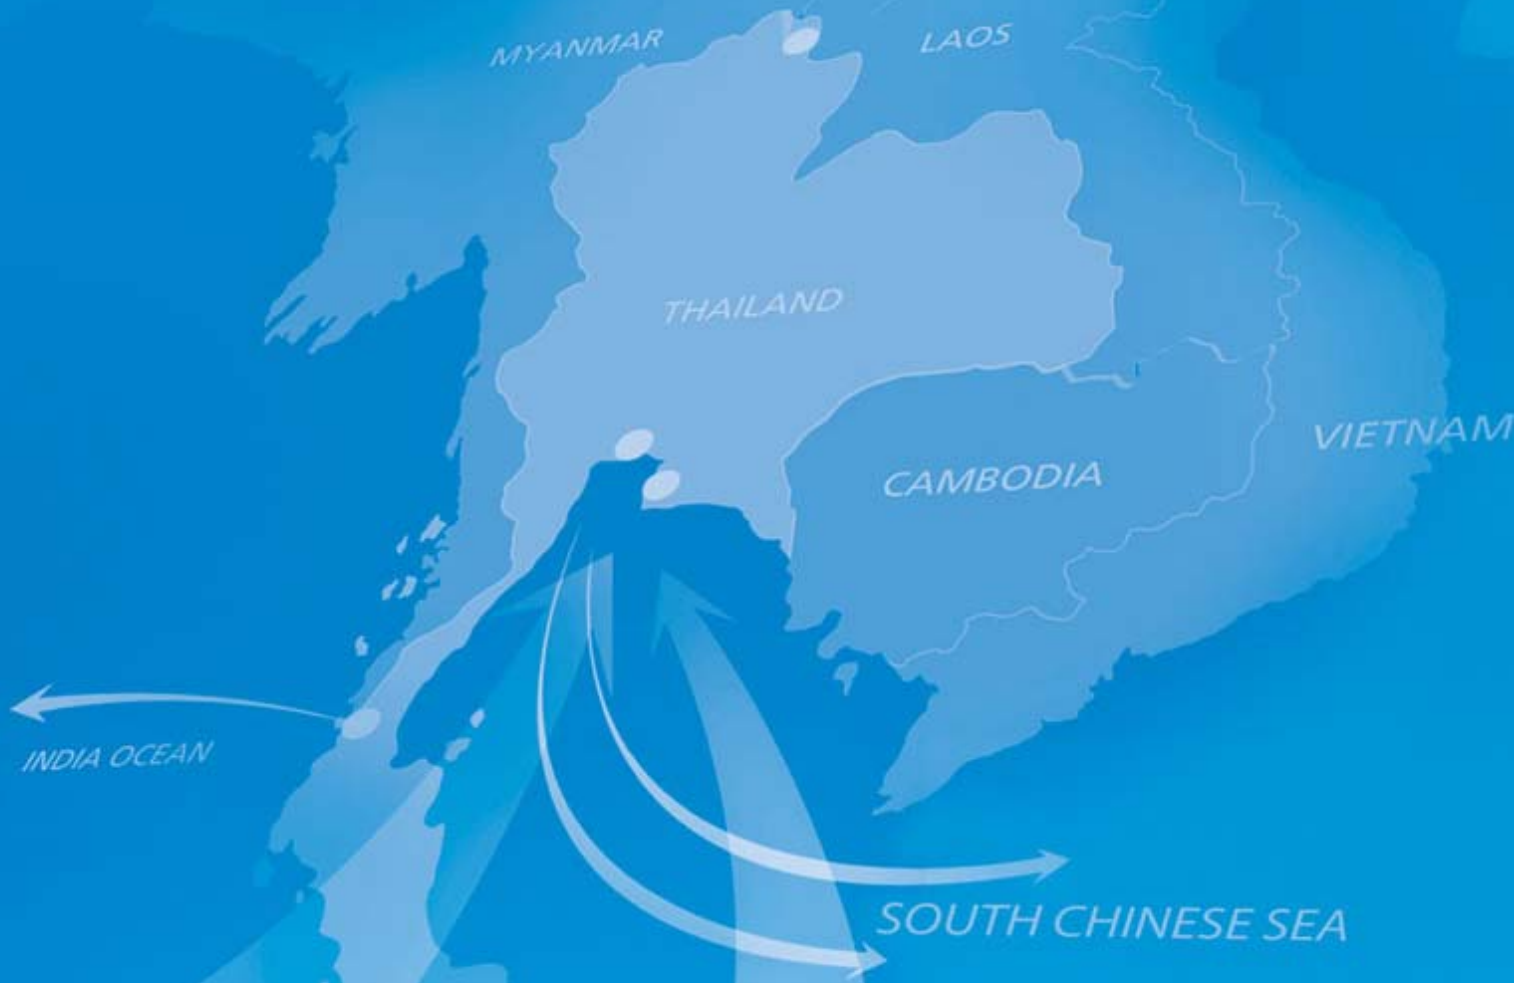 MYANMAR
LAOS
THAILAND
VIETNAM
CAMBODIA
INDIA OCEAN
SOUTH CHINESE SEA